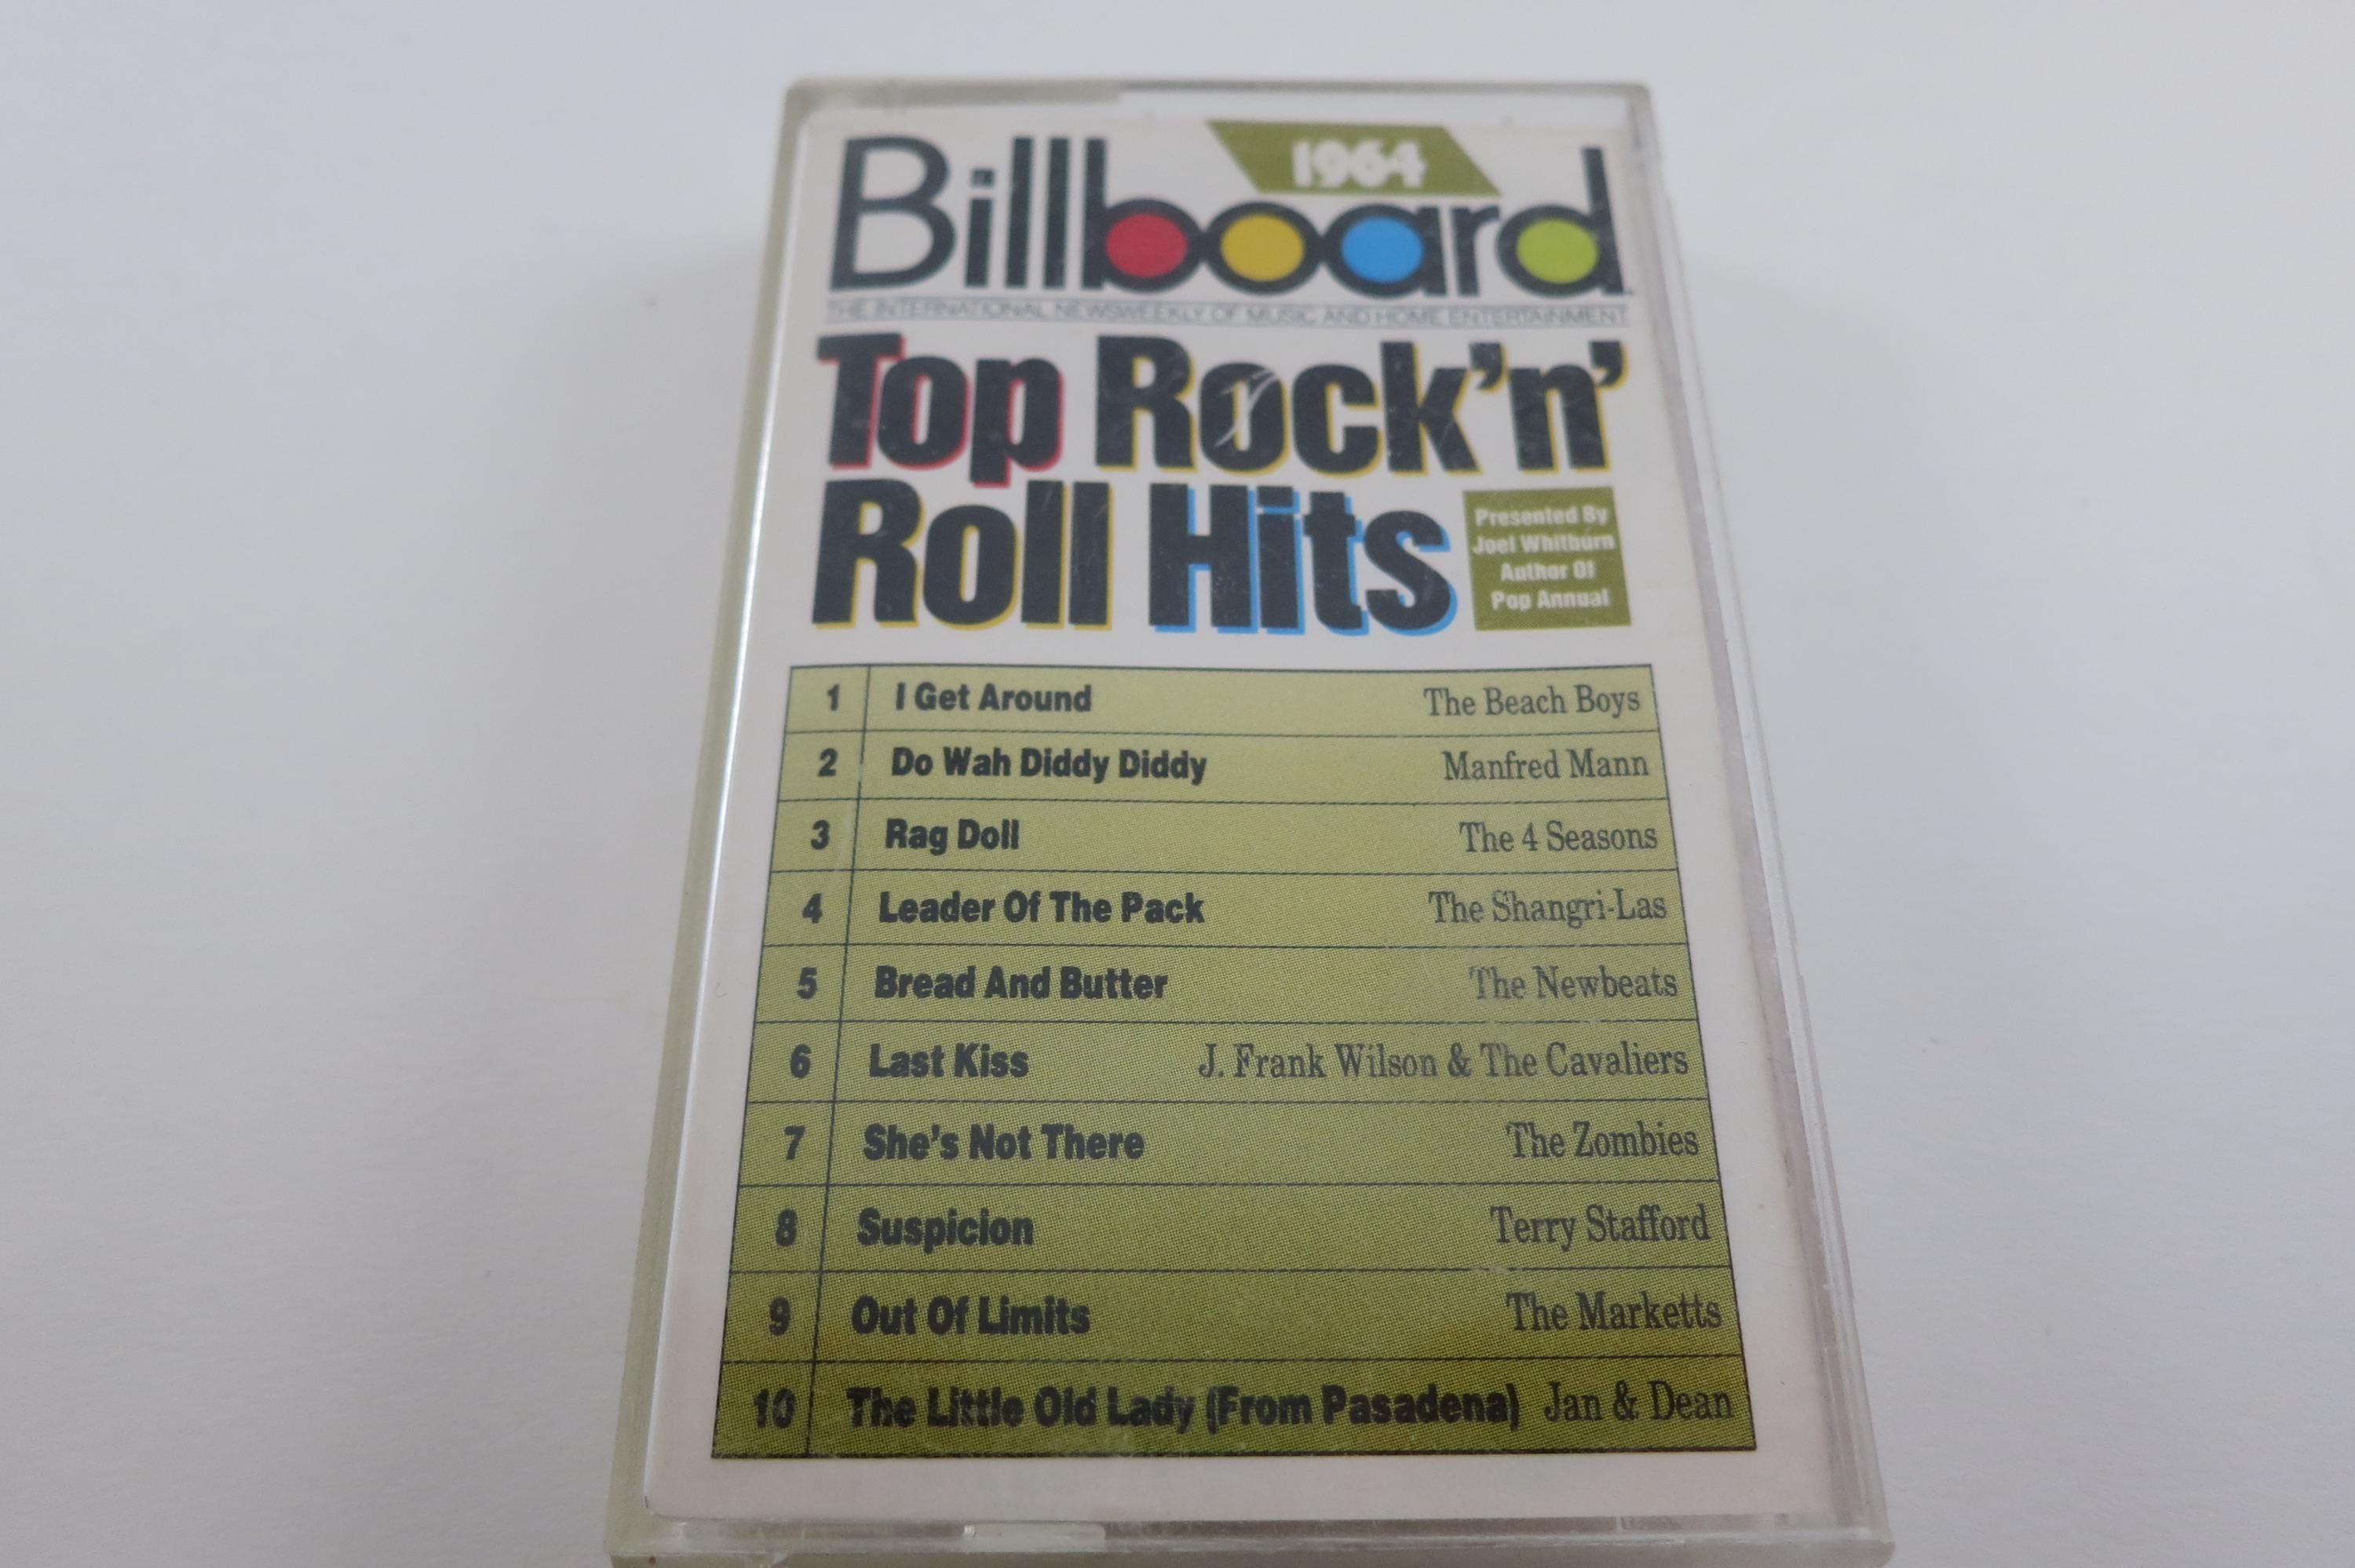 1964
Billboard
THE INTERNATIONAL NEWSWEEKLY OF MUSIC AND HOME ENTERTAINMENT
Top Rock'n'
Roll Hits
Presented By
Joel Whitburn
Author Of
Pop Annual
1 I Get Around The Beach Boys
2 Do Wah Diddy Diddy Manfred Mann
3 Rag Doll The 4 Seasons
4 Leader Of The Pack The Shangri-Las
5 Bread And Butter The Newbeats
6 Last Kiss J. Frank Wilson & The Cavaliers
7 She's Not There The Zombies
8 Suspicion Terry Stafford
9 Out Of Limits The Marketts
10 The Little Old Lady (From Pasadena) Jan & Dean